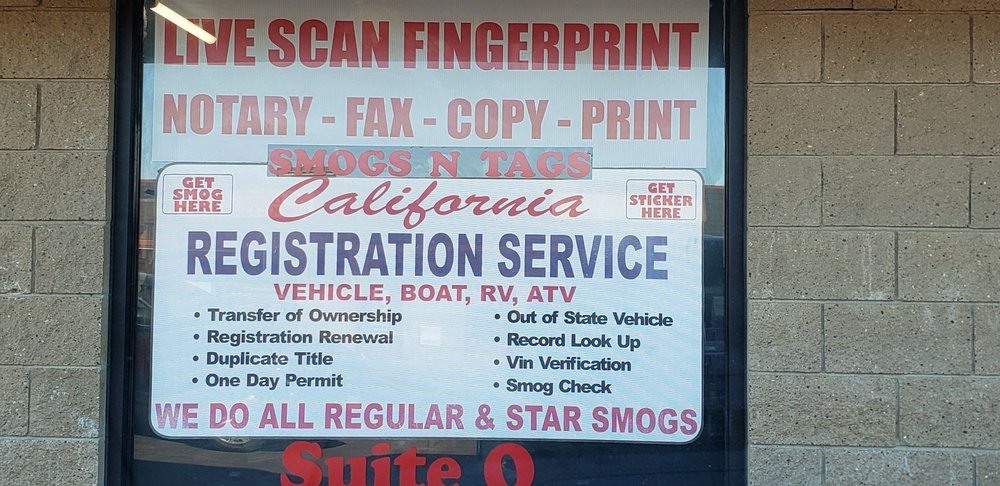 LIVE SCAN FINGERPRINT
NOTARY - FAX - COPY - PRINT
SMOGS N TAGS
GET SMOG HERE
California
GET STICKER HERE
REGISTRATION SERVICE
VEHICLE, BOAT, RV, ATV
• Transfer of Ownership
• Registration Renewal
• Duplicate Title
• One Day Permit
• Out of State Vehicle
• Record Look Up
• Vin Verification
• Smog Check
WE DO ALL REGULAR & STAR SMOGS
Suite